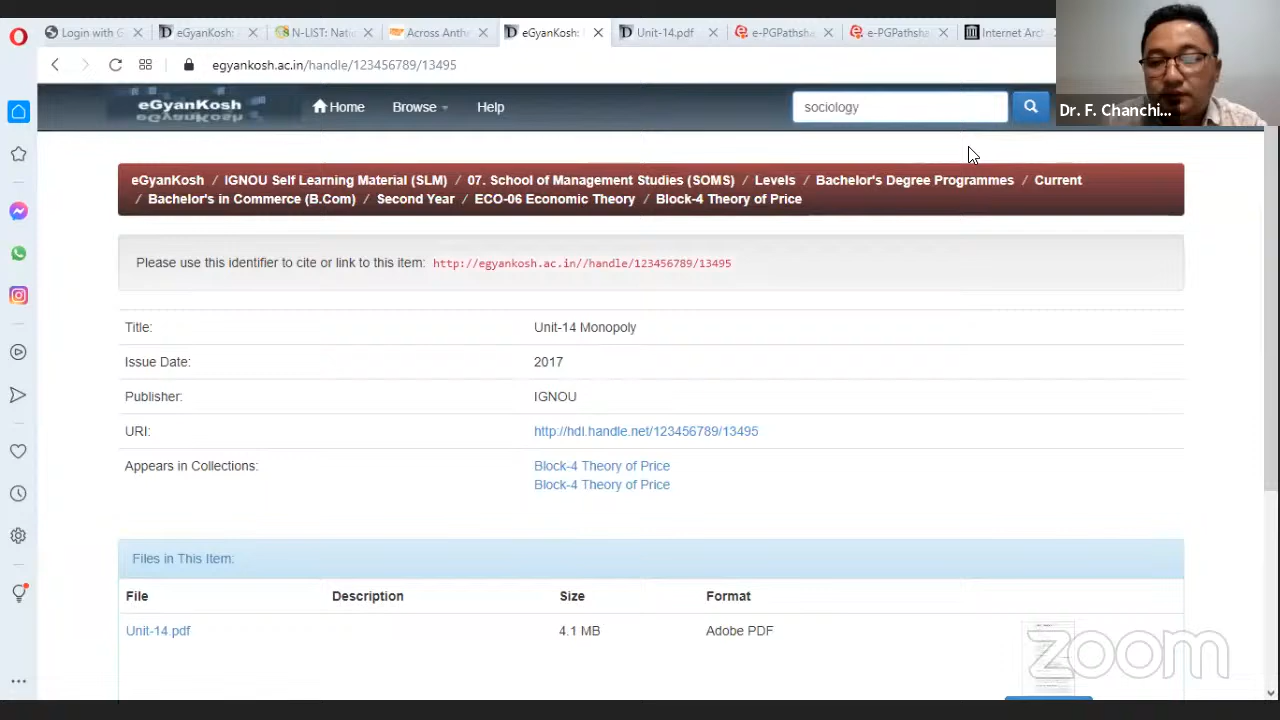 Login with G
eGyanKosh:
N-LIST: Nati
Across Anth
eGyanKosh:
Unit-14.pdf
e-PGPathsha
e-PGPathsha
Internet Arc
egyankosh.ac.in/handle/123456789/13495
eGyanKosh
Home
Browse
Help
sociology
Dr. F. Chanchi...
eGyanKosh / IGNOU Self Learning Material (SLM) / 07. School of Management Studies (SOMS) / Levels / Bachelor's Degree Programmes / Current
/ Bachelor's in Commerce (B.Com) / Second Year / ECO-06 Economic Theory / Block-4 Theory of Price
Please use this identifier to cite or link to this item: http://egyankosh.ac.in//handle/123456789/13495
Title: Unit-14 Monopoly
Issue Date: 2017
Publisher: IGNOU
URI: http://hdl.handle.net/123456789/13495
Appears in Collections: Block-4 Theory of Price
Block-4 Theory of Price
Files in This Item:
File Description Size Format
Unit-14.pdf 4.1 MB Adobe PDF
zoom